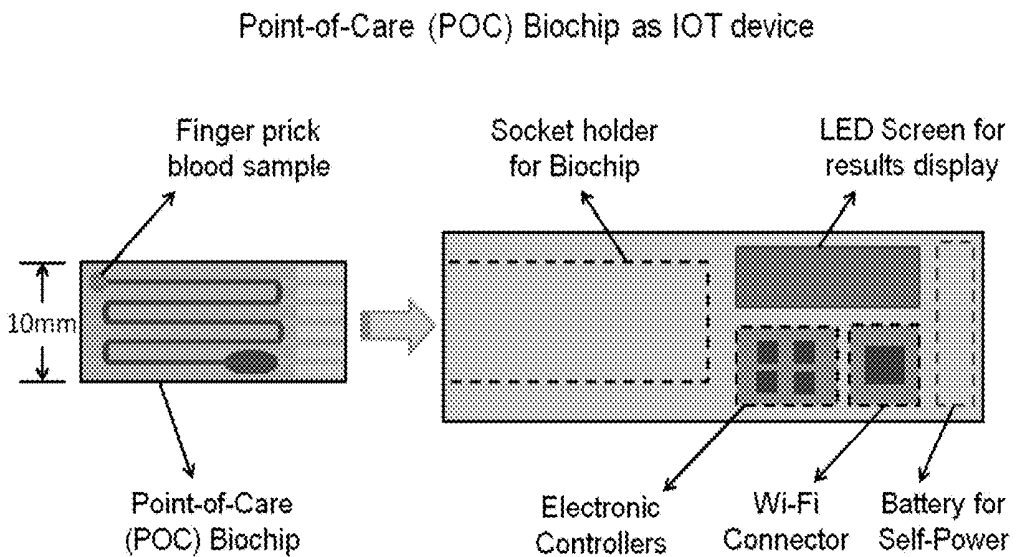 Point-of-Care (POC) Biochip as IOT device
Finger prick
blood sample
Socket holder
for Biochip
LED Screen for
results display
10mm
Point-of-Care
(POC) Biochip
Electronic
Controllers
Wi-Fi
Connector
Battery for
Self-Power